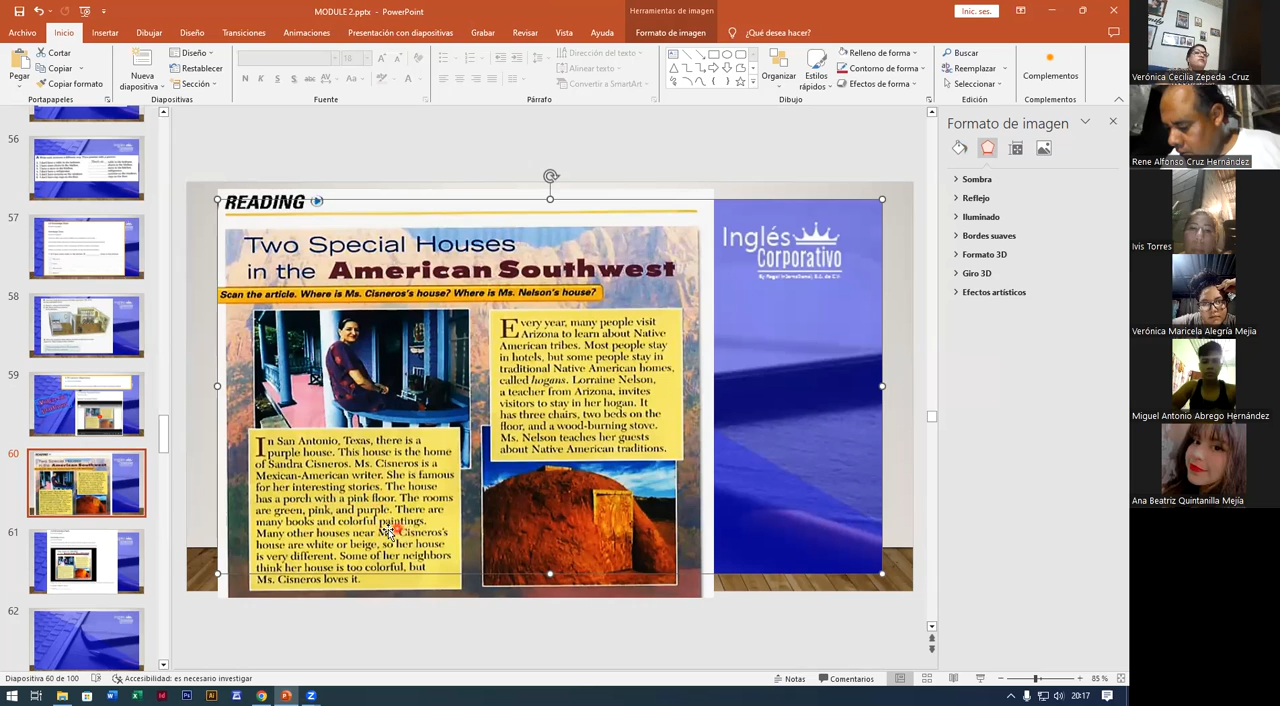 MODULE 2.pptx - PowerPoint
Herramientas de imagen
Inic. ses.
Archivo
Inicio
Insertar
Dibujar
Diseño
Transiciones
Animaciones
Presentación con diapositivas
Grabar
Revisar
Vista
Ayuda
Formato de imagen
¿Qué desea hacer?
Pegar
Cortar
Copiar
Copiar formato
Portapapeles
Nueva
diapositiva
Diseño
Restablecer
Sección
Diapositivas
Fuente
Dirección del texto
Alinear texto
Convertir a SmartArt
Párrafo
Organizar
Estilos
rápidos
Relleno de forma
Contorno de forma
Efectos de forma
Dibujo
Buscar
Reemplazar
Seleccionar
Edición
Complementos
Complementos
56
57
58
59
60
61
62
READING
Two Special Houses
in the American Southwest
Scan the article. Where is Ms. Cisneros's house? Where is Ms. Nelson's house?
In San Antonio, Texas, there is a
purple house. This house is the home
of Sandra Cisneros. Ms. Cisneros is a
Mexican-American writer. She is famous
for her interesting stories. The house
has a porch with a pink floor. The rooms
are green, pink, and purple. There are
many books and colorful paintings.
Many other houses near Ms. Cisneros's
house are white or beige, so her house
is very different. Some of her neighbors
think her house is too colorful, but
Ms. Cisneros loves it.
Every year, many people visit
Arizona to learn about Native
American tribes. Most people stay
in hotels, but some people stay in
traditional Native American homes,
called hogans. Lorraine Nelson,
a teacher from Arizona, invites
visitors to stay in her hogan. It
has three chairs, two beds on the
floor, and a wood-burning stove.
Ms. Nelson teaches her guests
about Native American traditions.
Inglés
Corporativo
By Regal International, S.A. de C.V.
Formato de imagen
Sombra
Reflejo
Iluminado
Bordes suaves
Formato 3D
Giro 3D
Efectos artísticos
Verónica Cecilia Zepeda -Cruz
Rene Alfonso Cruz Hernández
Ivis Torres
Verónica Maricela Alegría Mejia
Miguel Antonio Abrego Hernández
Ana Beatriz Quintanilla Mejía
Diapositiva 60 de 100
Accesibilidad: es necesario investigar
Notas
Comentarios
85 %
20:17